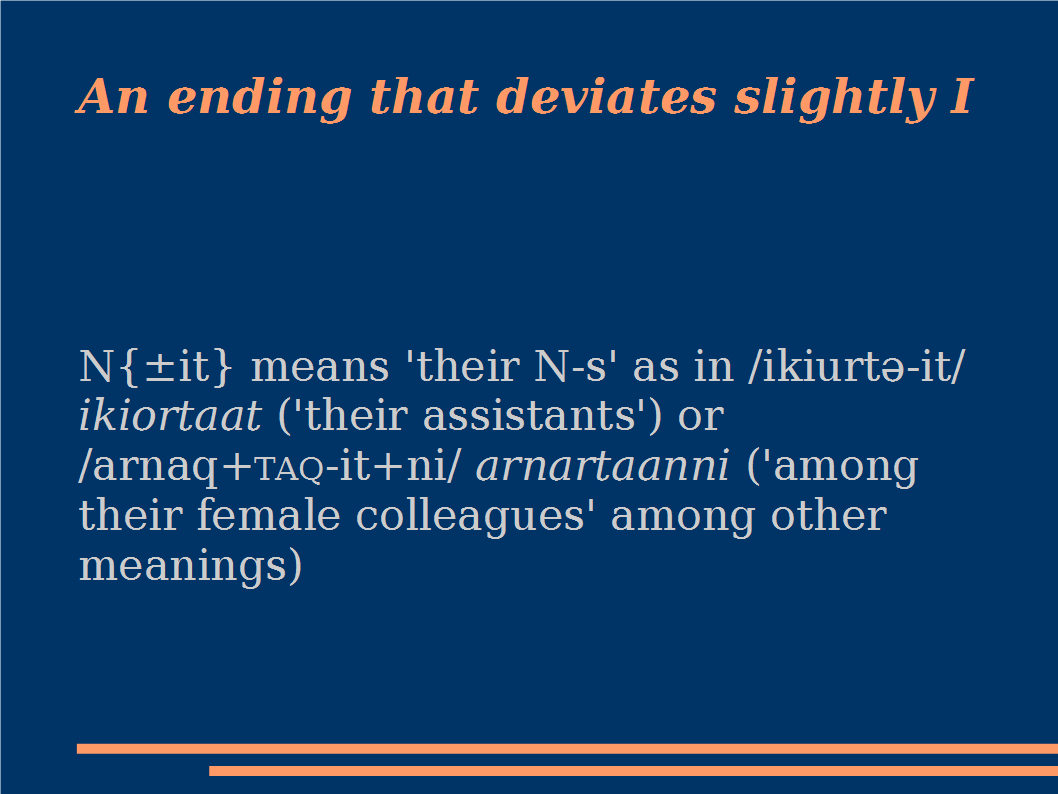 An ending that deviates slightly I
N{±it} means 'their N-s' as in /ikiurtə-it/
ikiortaat ('their assistants') or
/arnaq+TAQ-it+ni/ arnartaanni ('among
their female colleagues' among other
meanings)